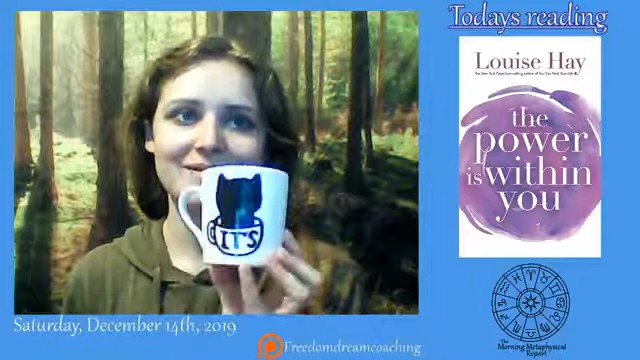 Todays reading
Louise Hay
the
power
is within
you
IT'S
Saturday, December 14th, 2019
Freedomdreamcoaching
The
Morning Metaphysical
Report